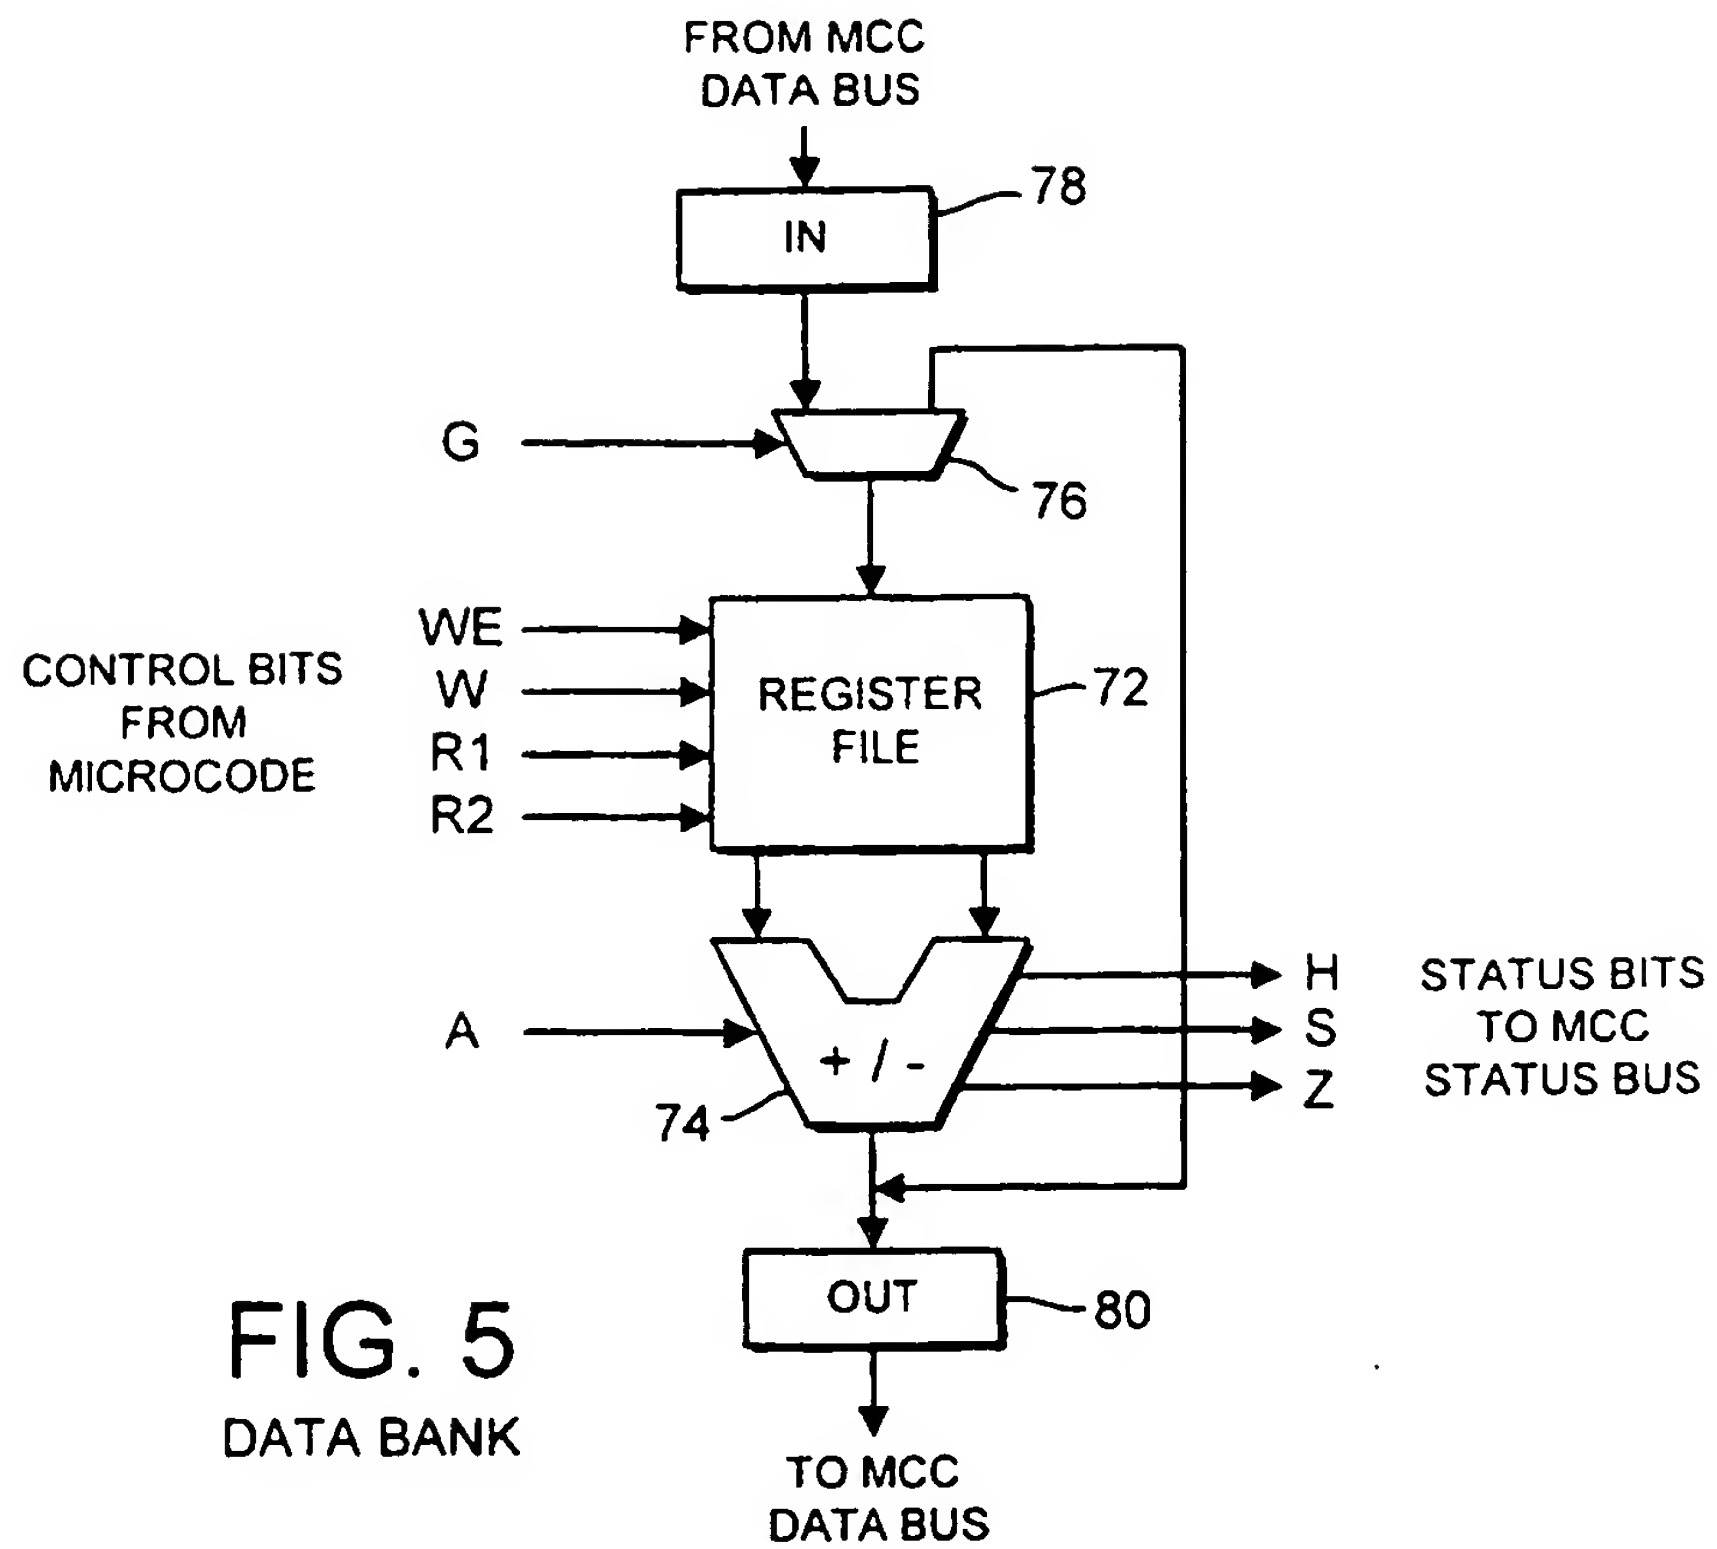 FROM MCC
DATA BUS
78
IN
G
76
WE
W
R1
R2
CONTROL BITS
FROM
MICROCODE
REGISTER
FILE
72
A
+ / -
74
H
S
Z
STATUS BITS
TO MCC
STATUS BUS
OUT
80
FIG. 5
DATA BANK
TO MCC
DATA BUS